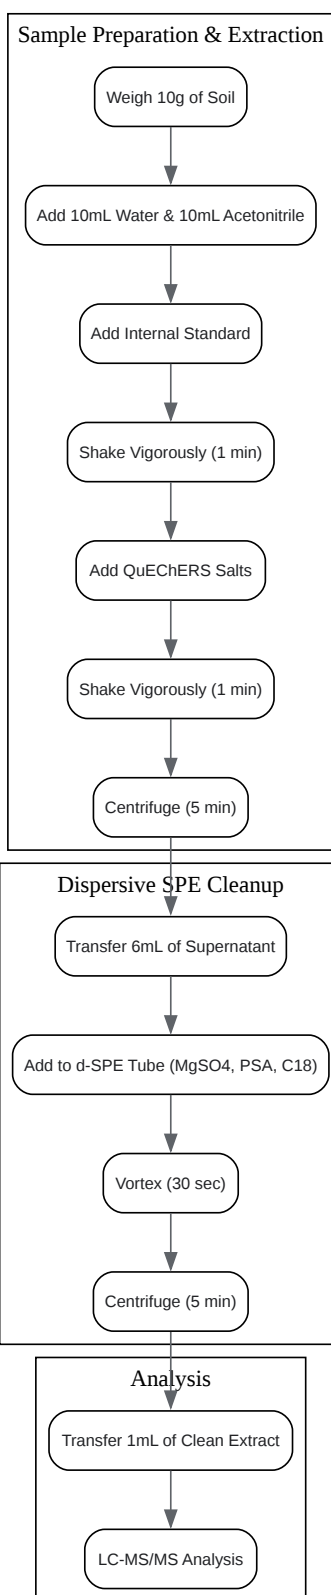 Sample Preparation & Extraction
Weigh 10g of Soil
Add 10mL Water & 10mL Acetonitrile
Add Internal Standard
Shake Vigorously (1 min)
Add QuEChERS Salts
Shake Vigorously (1 min)
Centrifuge (5 min)
Dispersive SPE Cleanup
Transfer 6mL of Supernatant
Add to d-SPE Tube (MgSO4, PSA, C18)
Vortex (30 sec)
Centrifuge (5 min)
Analysis
Transfer 1mL of Clean Extract
LC-MS/MS Analysis